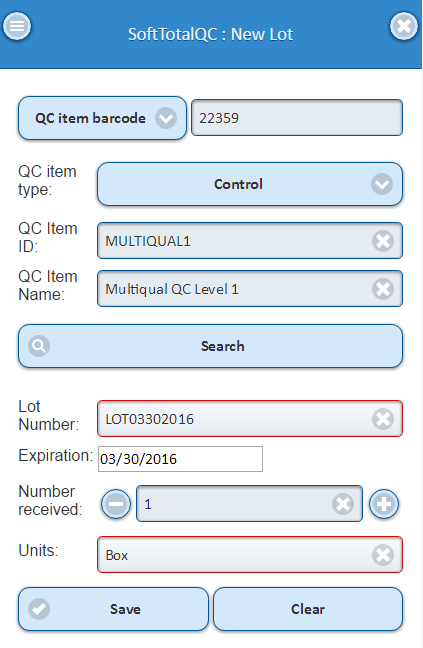 SoftTotalQC : New Lot
QC item barcode 22359
QC item
type:
Control
QC Item
ID:
MULTIQUAL1
QC Item
Name:
Multiqual QC Level 1
Search
Lot
Number:
LOT03302016
Expiration: 03/30/2016
Number
received:
1
Units: Box
Save Clear